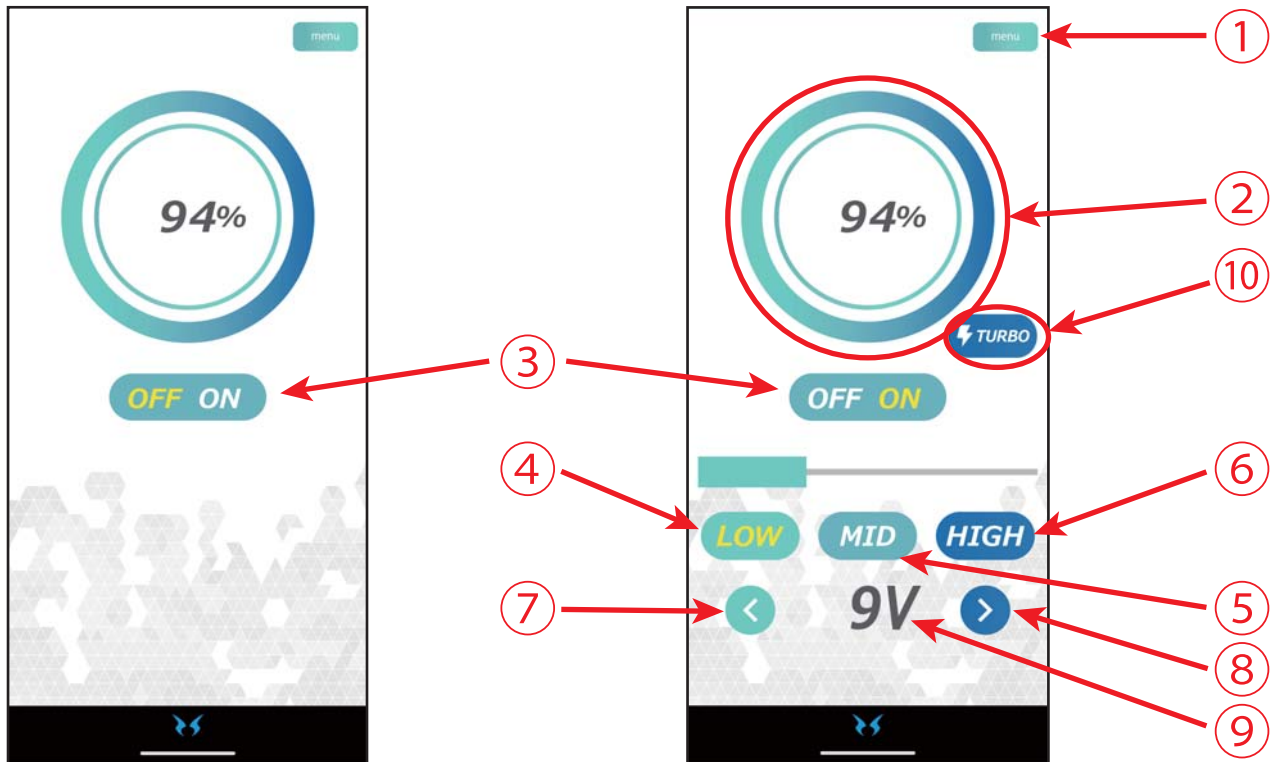 menu
94%
OFF ON
menu
94%
TURBO
OFF ON
LOW MID HIGH
9V
①
②
⑩
③
④
⑥
⑦
⑤
⑧
⑨